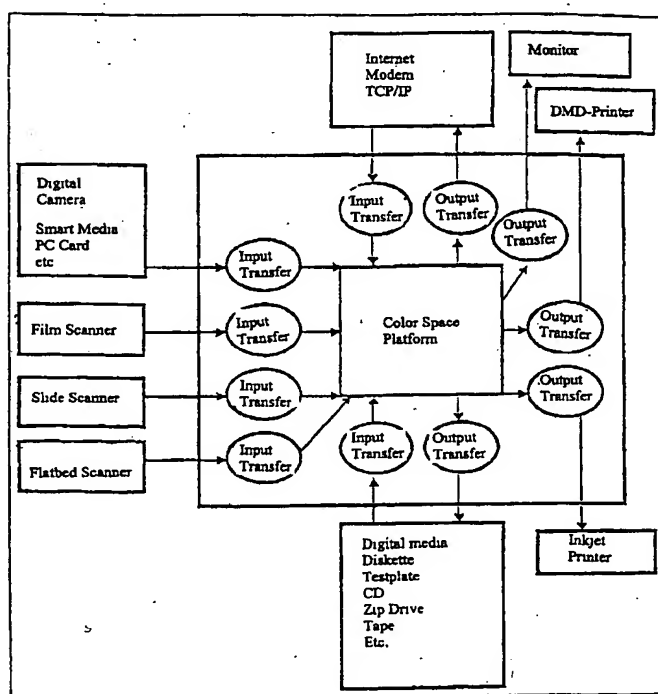 Internet
Modem
TCP/IP
Monitor
DMD-Printer
Digital
Camera
Smart Media
PC Card
etc
Film Scanner
Slide Scanner
Flatbed Scanner
Input
Transfer
Output
Transfer
Output
Transfer
Input
Transfer
Input
Transfer
Input
Transfer
Input
Transfer
Color Space
Platform
Output
Transfer
Output
Transfer
Input
Transfer
Output
Transfer
Digital media
Diskette
Testplate
CD
Zip Drive
Tape
Etc.
Inkjet
Printer